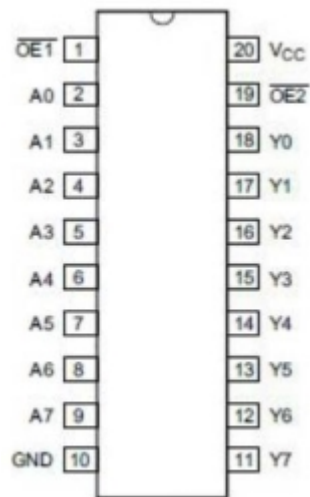 O̅E̅1̅ 1 20 VCC
A0 2 19 O̅E̅2̅
A1 3 18 Y0
A2 4 17 Y1
A3 5 16 Y2
A4 6 15 Y3
A5 7 14 Y4
A6 8 13 Y5
A7 9 12 Y6
GND 10 11 Y7